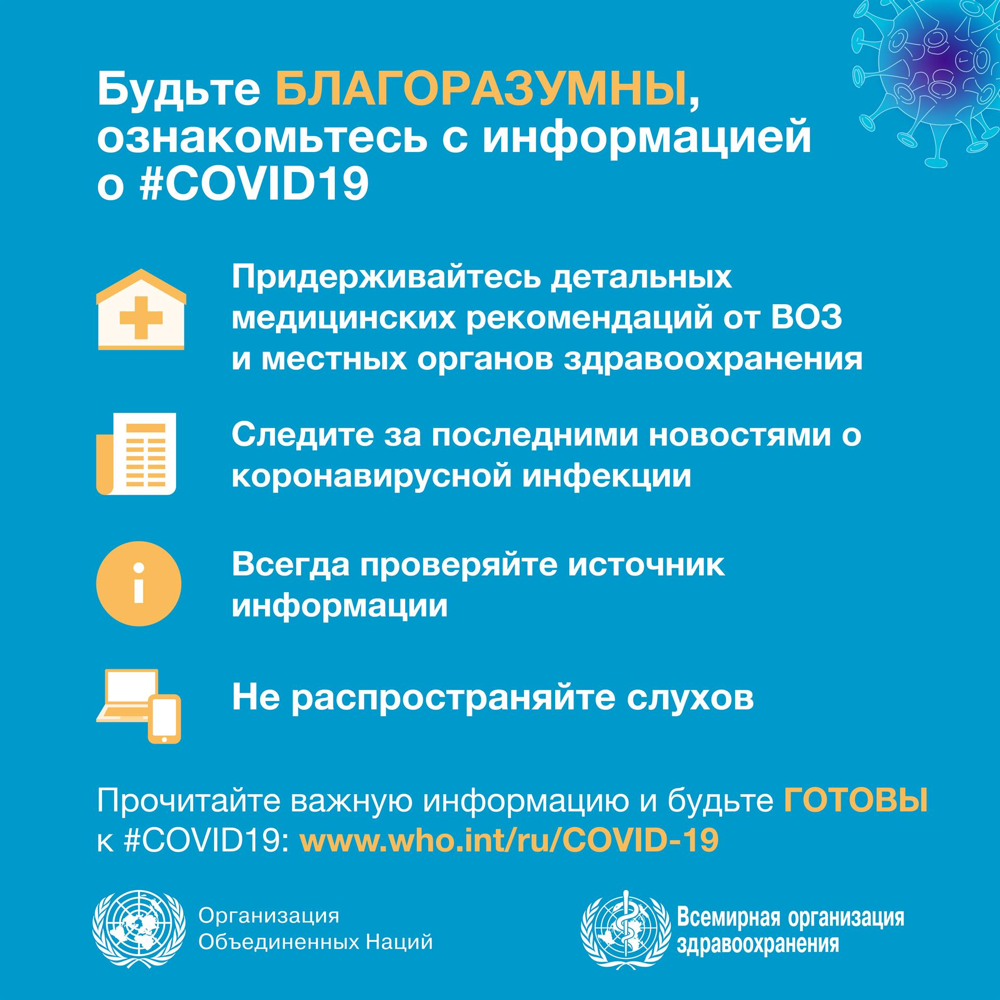 Будьте БЛАГОРАЗУМНЫ,
ознакомьтесь с информацией
о #COVID19
Придерживайтесь детальных
медицинских рекомендаций от ВОЗ
и местных органов здравоохранения
Следите за последними новостями о
коронавирусной инфекции
Всегда проверяйте источник
информации
Не распространяйте слухов
Прочитайте важную информацию и будьте ГОТОВЫ
к #COVID19: www.who.int/ru/COVID-19
Организация
Объединенных Наций
Всемирная организация
здравоохранения